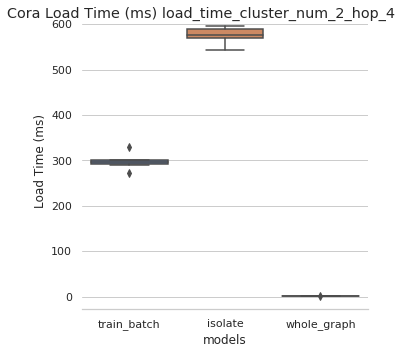 Cora Load Time (ms) load_time_cluster_num_2_hop_4
600
500
400
300
200
100
0
Load Time (ms)
train_batch isolate whole_graph
models